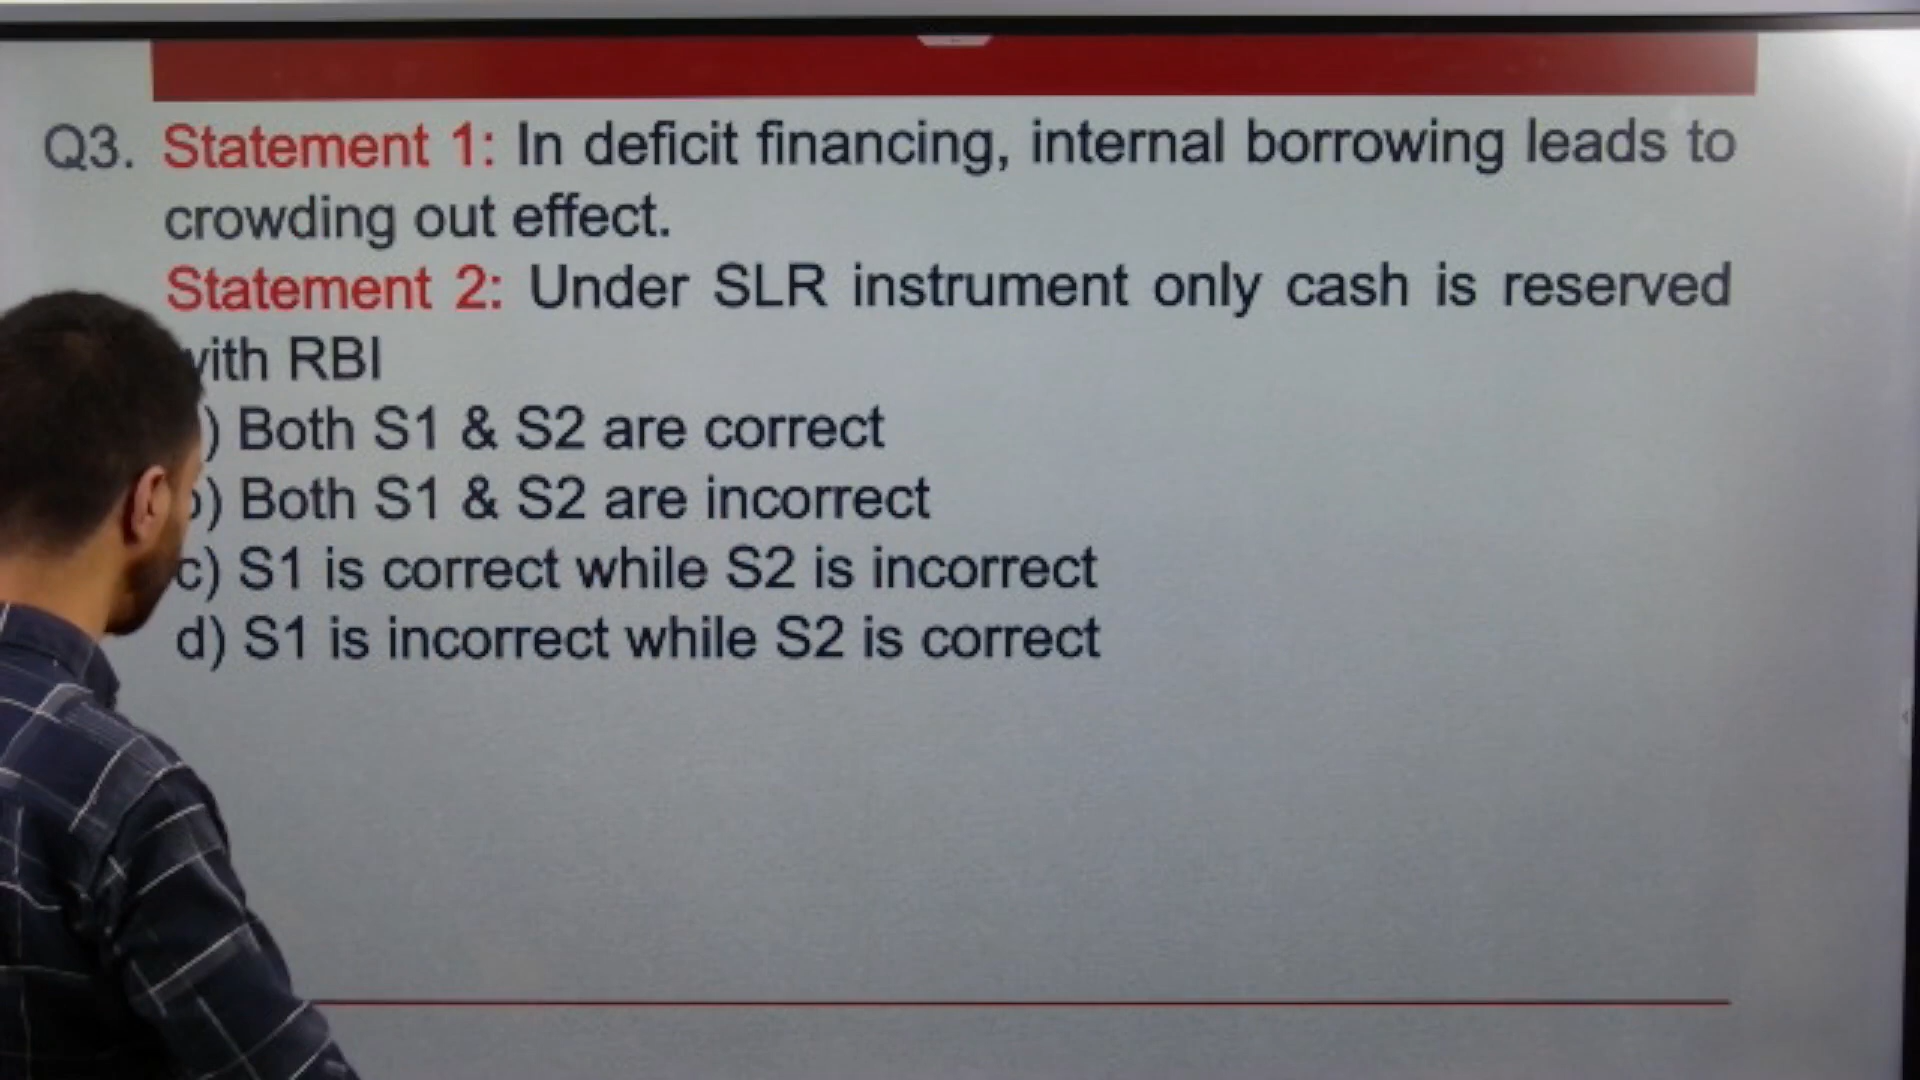 Q3. Statement 1: In deficit financing, internal borrowing leads to
crowding out effect.
Statement 2: Under SLR instrument only cash is reserved
with RBI
) Both S1 & S2 are correct
b) Both S1 & S2 are incorrect
c) S1 is correct while S2 is incorrect
d) S1 is incorrect while S2 is correct